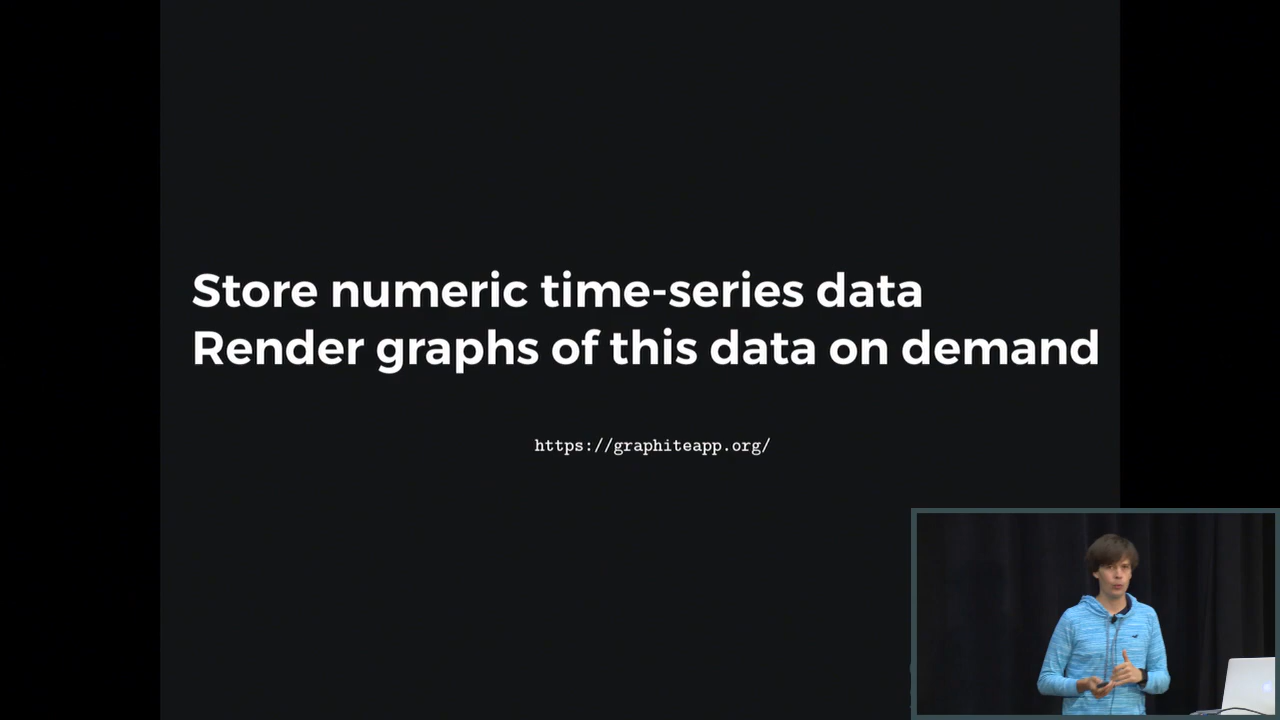 Store numeric time-series data
Render graphs of this data on demand
https://graphiteapp.org/